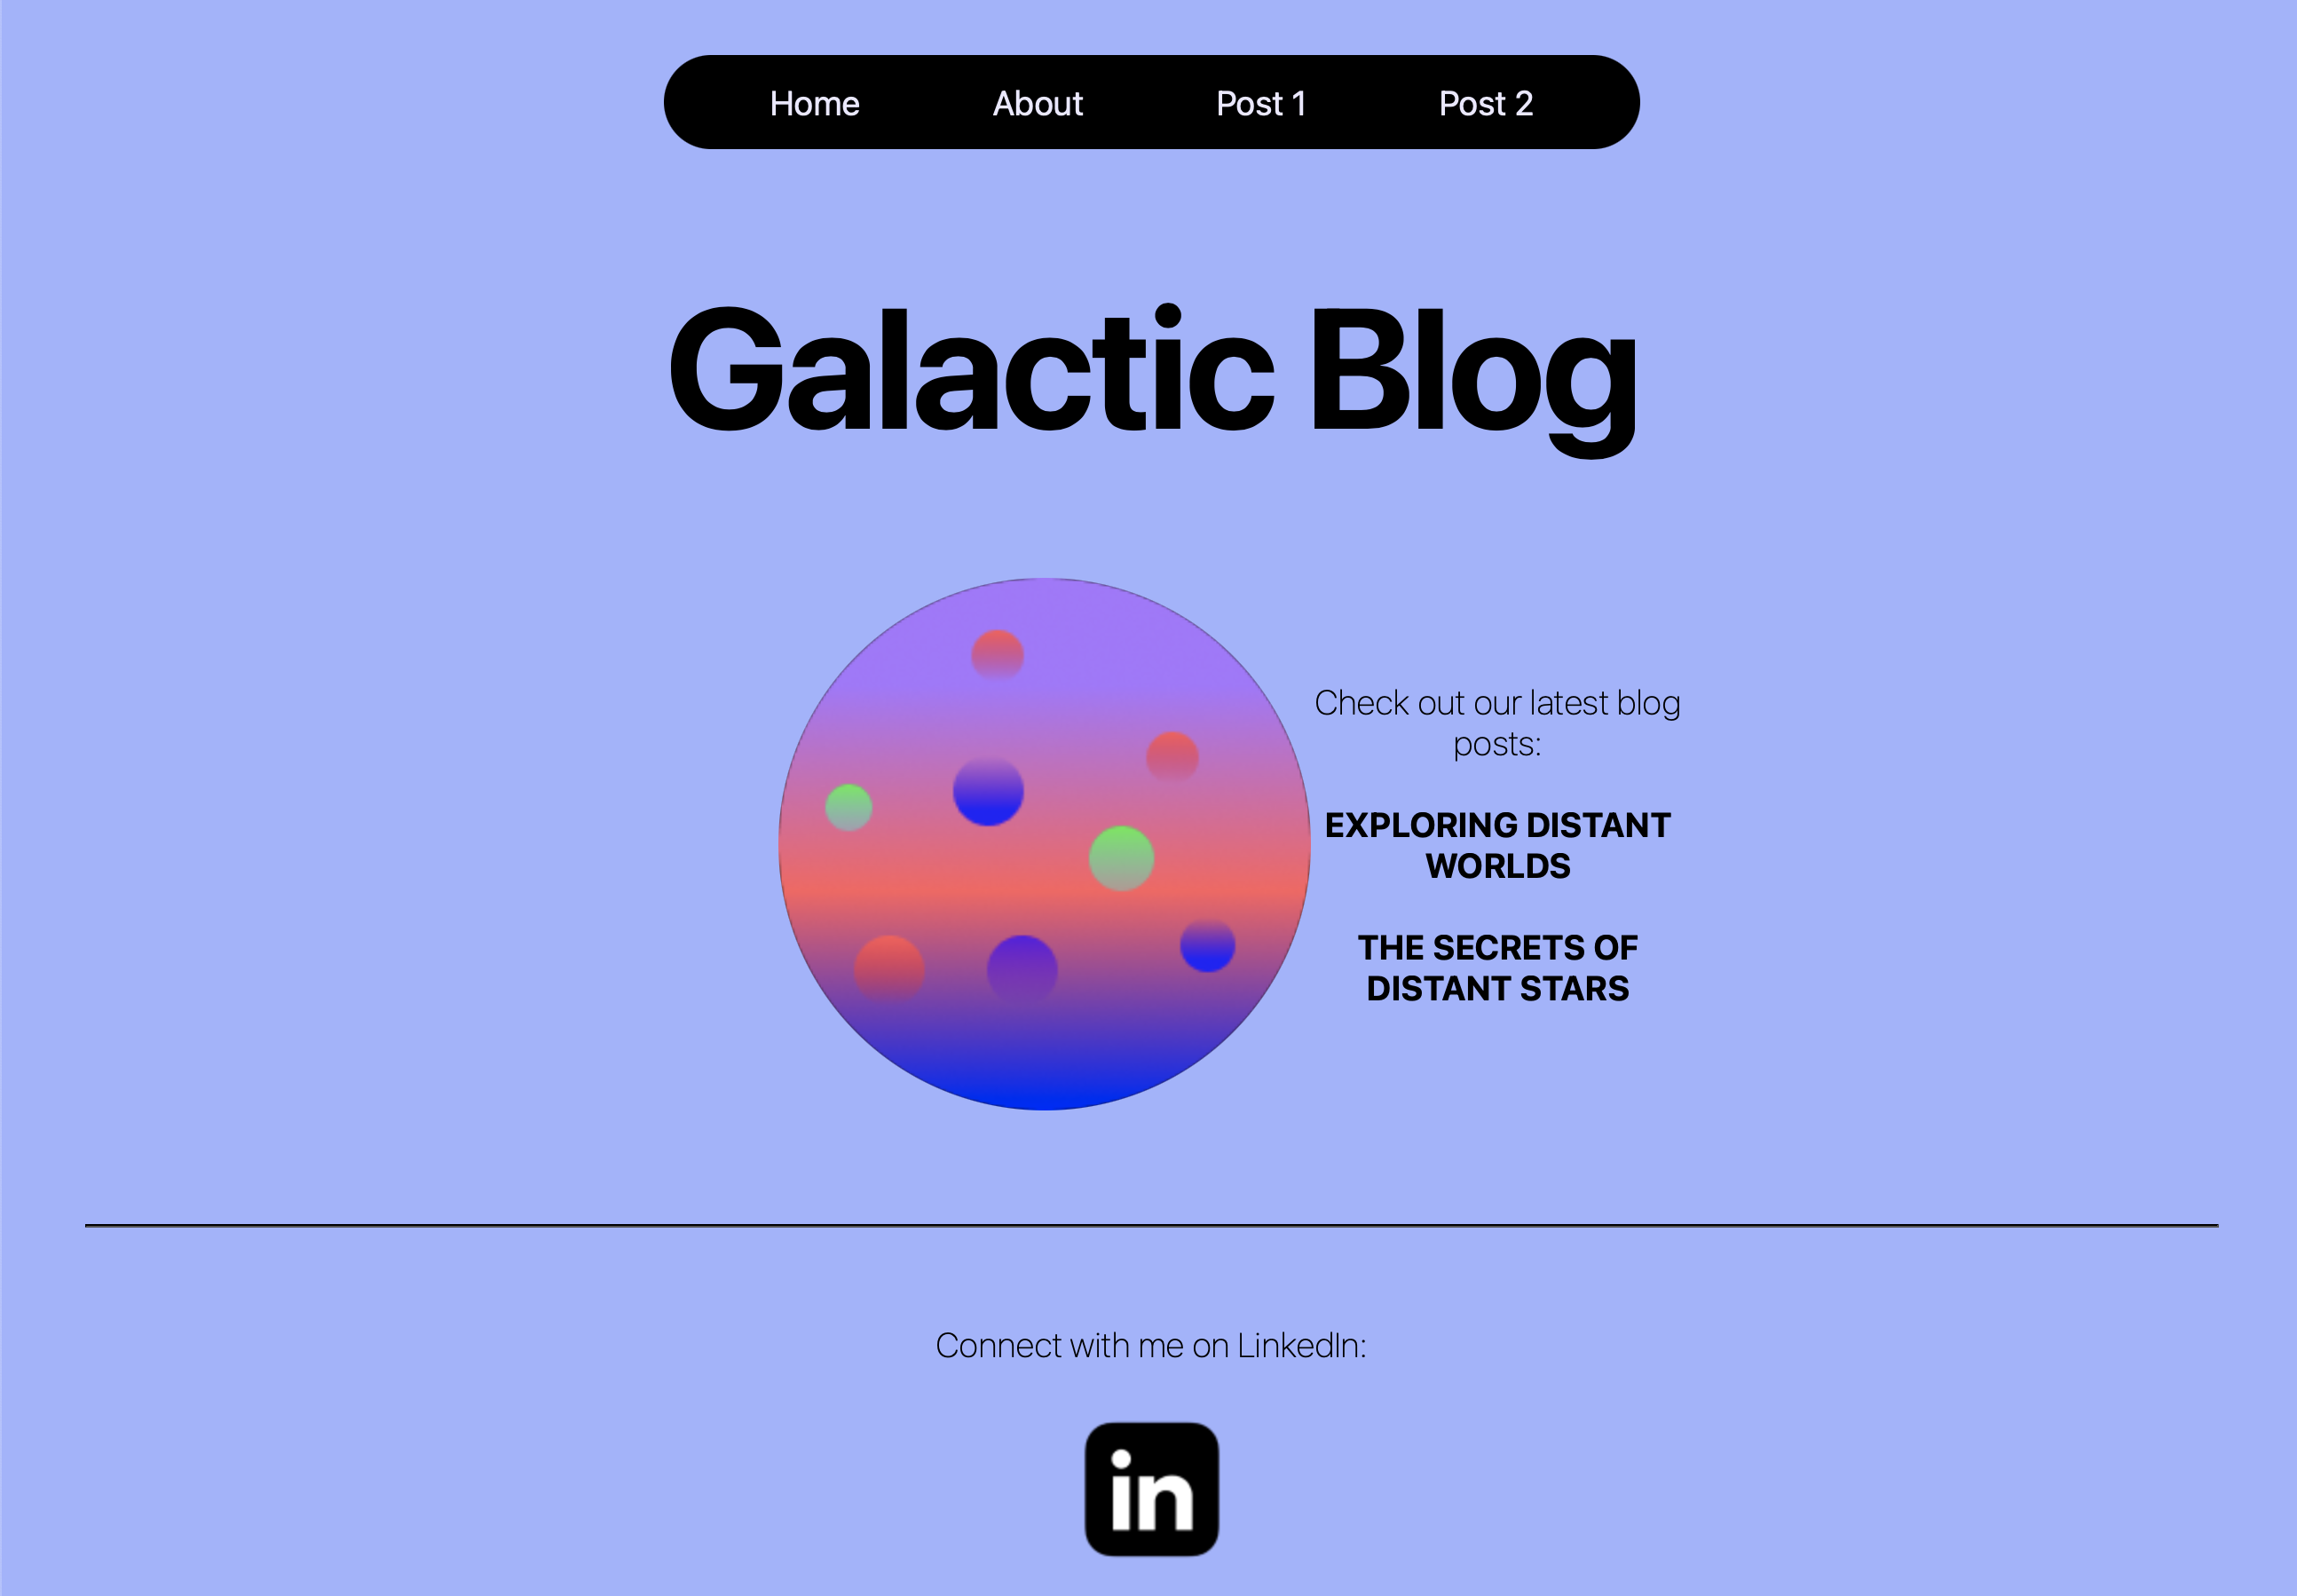 Home About Post 1 Post 2
Galactic Blog
Check out our latest blog
posts:
EXPLORING DISTANT
WORLDS
THE SECRETS OF
DISTANT STARS
Connect with me on LinkedIn:
in